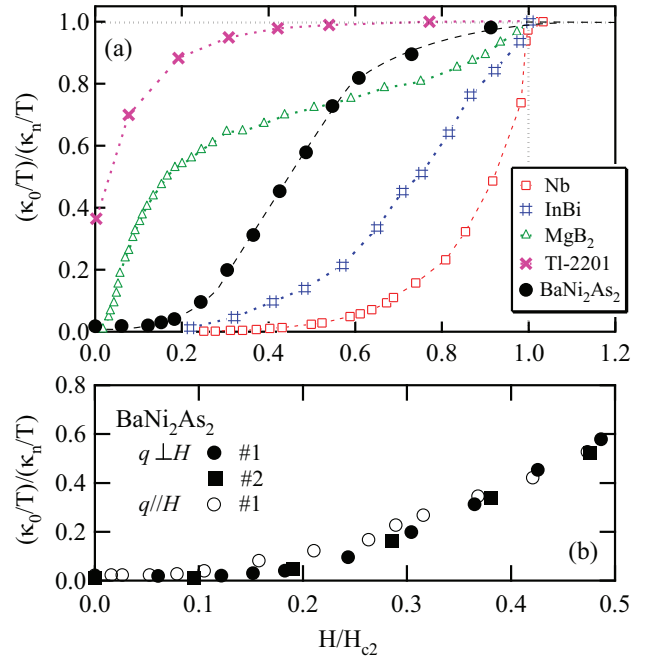 (a)
(κ0/T)/(κn/T)
1.0
0.8
0.6
0.4
0.2
0.0
Nb
InBi
MgB2
Tl-2201
BaNi2As2
0.0 0.2 0.4 0.6 0.8 1.0 1.2
(κ0/T)/(κn/T)
0.8
0.6
0.4
0.2
0.0
BaNi2As2
q ⊥ H #1
#2
q//H #1
(b)
0.0 0.1 0.2 0.3 0.4 0.5
H/Hc2